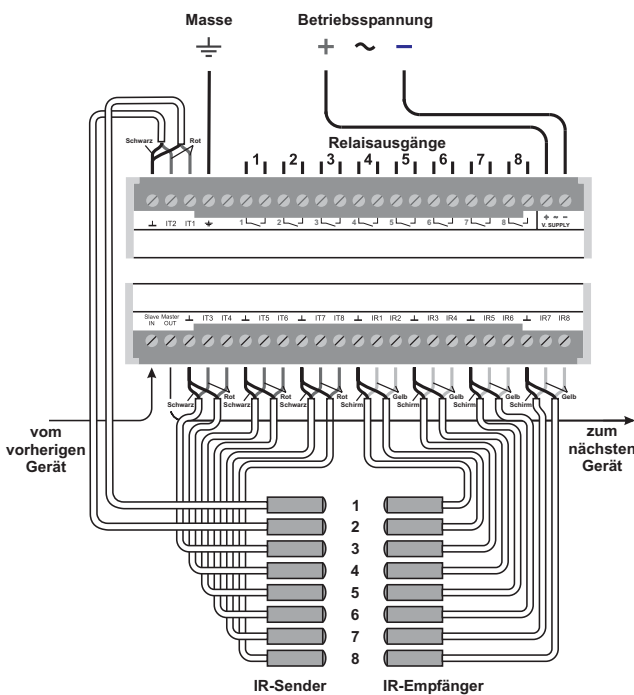 Masse Betriebsspannung
+ ~ −
Schwarz Rot
Relaisausgänge
1 2 3 4 5 6 7 8
⊥ IT2 IT1 1 2 3 4 5 6 7 8 + ~ −
V. SUPPLY
Slave Master ⊥ IT3 IT4 ⊥ IT5 IT6 ⊥ IT7 IT8 ⊥ IR1 IR2 ⊥ IR3 IR4 ⊥ IR5 IR6 ⊥ IR7 IR8
IN OUT
Rot Rot Rot Gelb Gelb Gelb Gelb
Schwarz Schwarz Schwarz Schirm Schirm Schirm Schirm
vom
vorherigen
Gerät
zum
nächsten
Gerät
1
2
3
4
5
6
7
8
IR-Sender IR-Empfänger